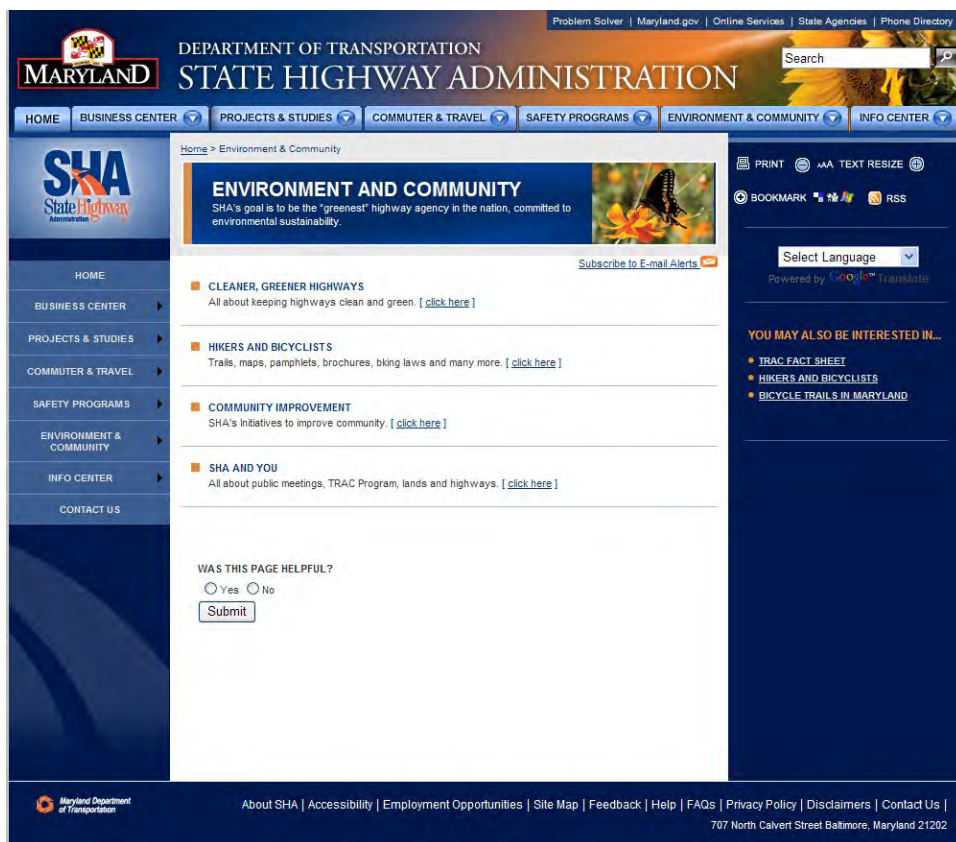 Problem Solver | Maryland.gov | Online Services | State Agencies | Phone Directory
MARYLAND
DEPARTMENT OF TRANSPORTATION
STATE HIGHWAY ADMINISTRATION
Search
HOME BUSINESS CENTER PROJECTS & STUDIES COMMUTER & TRAVEL SAFETY PROGRAMS ENVIRONMENT & COMMUNITY INFO CENTER
SHA
State Highway
Administration
HOME
BUSINESS CENTER
PROJECTS & STUDIES
COMMUTER & TRAVEL
SAFETY PROGRAMS
ENVIRONMENT &
COMMUNITY
INFO CENTER
CONTACT US
Home > Environment & Community
ENVIRONMENT AND COMMUNITY
SHA's goal is to be the "greenest" highway agency in the nation, committed to
environmental sustainability.
Subscribe to E-mail Alerts
CLEANER, GREENER HIGHWAYS
All about keeping highways clean and green. [ click here ]
HIKERS AND BICYCLISTS
Trails, maps, pamphlets, brochures, bking laws and many more. [ click here ]
COMMUNITY IMPROVEMENT
SHA's Initiatives to improve community. [ click here ]
SHA AND YOU
All about public meetings, TRAC Program, lands and highways. [ click here ]
WAS THIS PAGE HELPFUL?
Yes No
Submit
PRINT AAA TEXT RESIZE
BOOKMARK RSS
Select Language
Powered by Google™ Translate
YOU MAY ALSO BE INTERESTED IN...
TRAC FACT SHEET
HIKERS AND BICYCLISTS
BICYCLE TRAILS IN MARYLAND
Maryland Department
of Transportation
About SHA | Accessibility | Employment Opportunities | Site Map | Feedback | Help | FAQs | Privacy Policy | Disclaimers | Contact Us |
707 North Calvert Street Baltimore, Maryland 21202